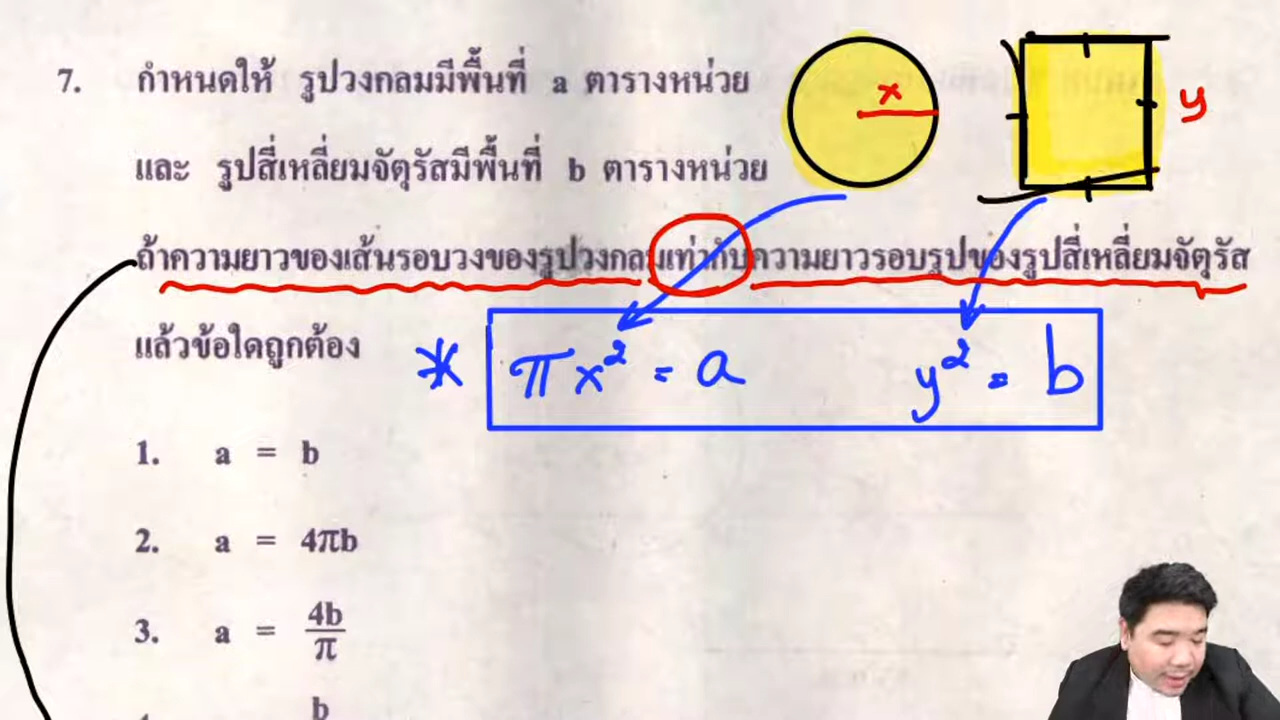 7. กำหนดให้ รูปวงกลมมีพื้นที่ a ตารางหน่วย
x
y
และ รูปสี่เหลี่ยมจัตุรัสมีพื้นที่ b ตารางหน่วย
ถ้าความยาวของเส้นรอบวงของรูปวงกลมเท่ากับความยาวรอบรูปของรูปสี่เหลี่ยมจัตุรัส
แล้วข้อใดถูกต้อง
* πx² = a y² = b
1. a = b
2. a = 4πb
3. a = 4b/π
b